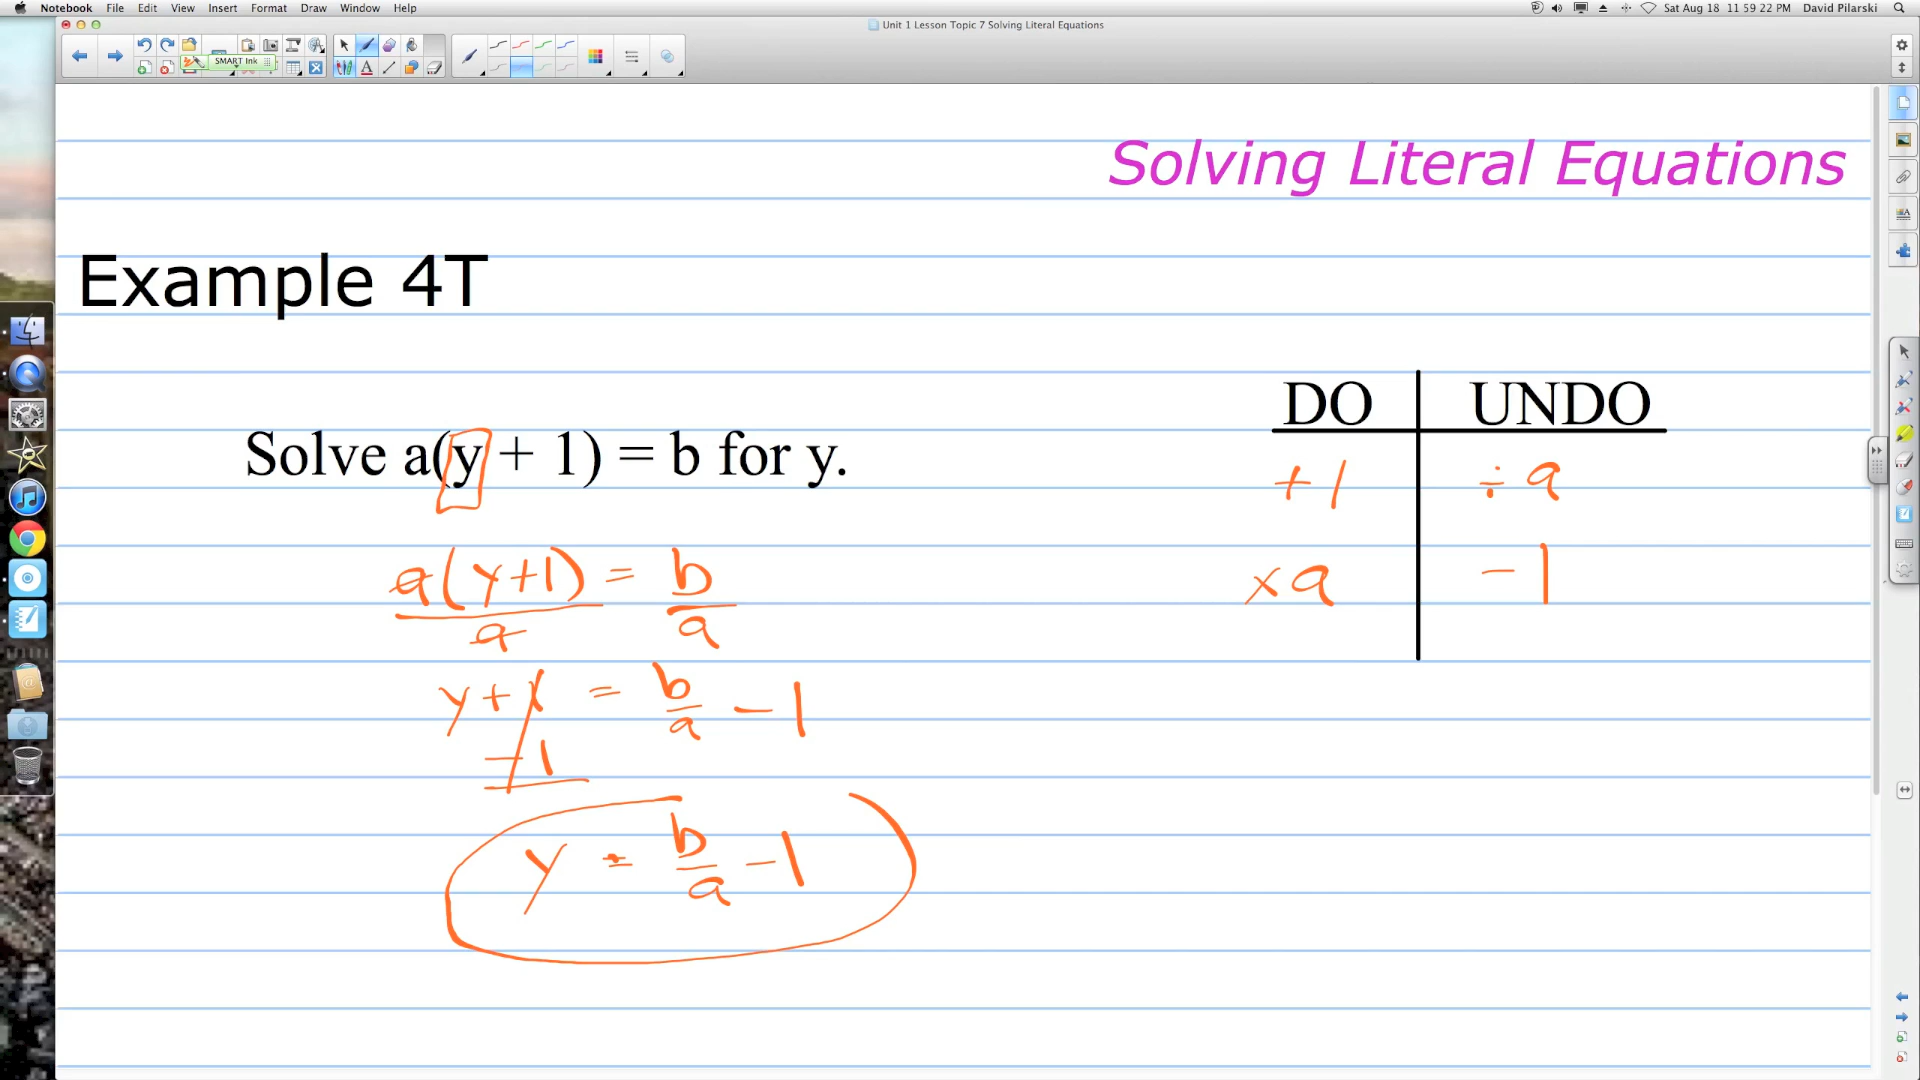 Notebook File Edit View Insert Format Draw Window Help
Sat Aug 18 11 59 22 PM David Pilarski
Unit 1 Lesson Topic 7 Solving Literal Equations
SMART Ink
Solving Literal Equations
Example 4T
Solve a(y + 1) = b for y.
DO UNDO
+1 ÷a
xa -1
a(y+1) = b
a a
y+1 = b/a - 1
-1
y = b/a - 1